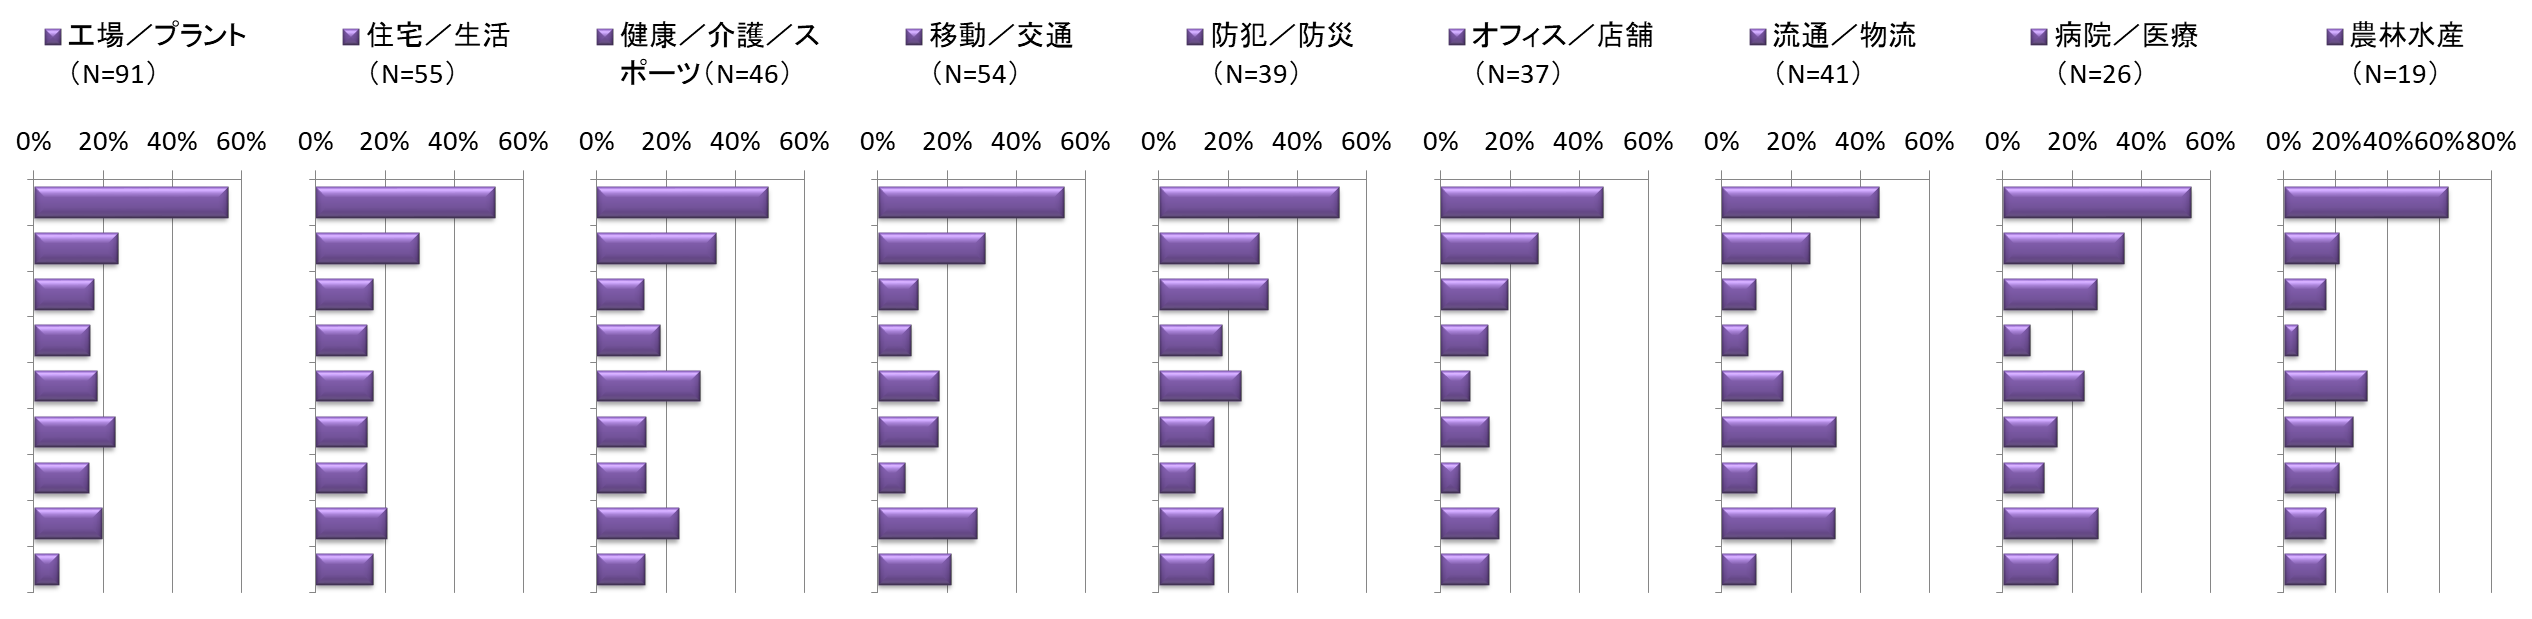 工場／プラント
（N=91）
住宅／生活
（N=55）
健康／介護／ス
ポーツ（N=46）
移動／交通
（N=54）
防犯／防災
（N=39）
オフィス／店舗
（N=37）
流通／物流
（N=41）
病院／医療
（N=26）
農林水産
（N=19）
0% 20% 40% 60%
0% 20% 40% 60%
0% 20% 40% 60%
0% 20% 40% 60%
0% 20% 40% 60%
0% 20% 40% 60%
0% 20% 40% 60%
0% 20% 40% 60%
0% 20% 40% 60% 80%